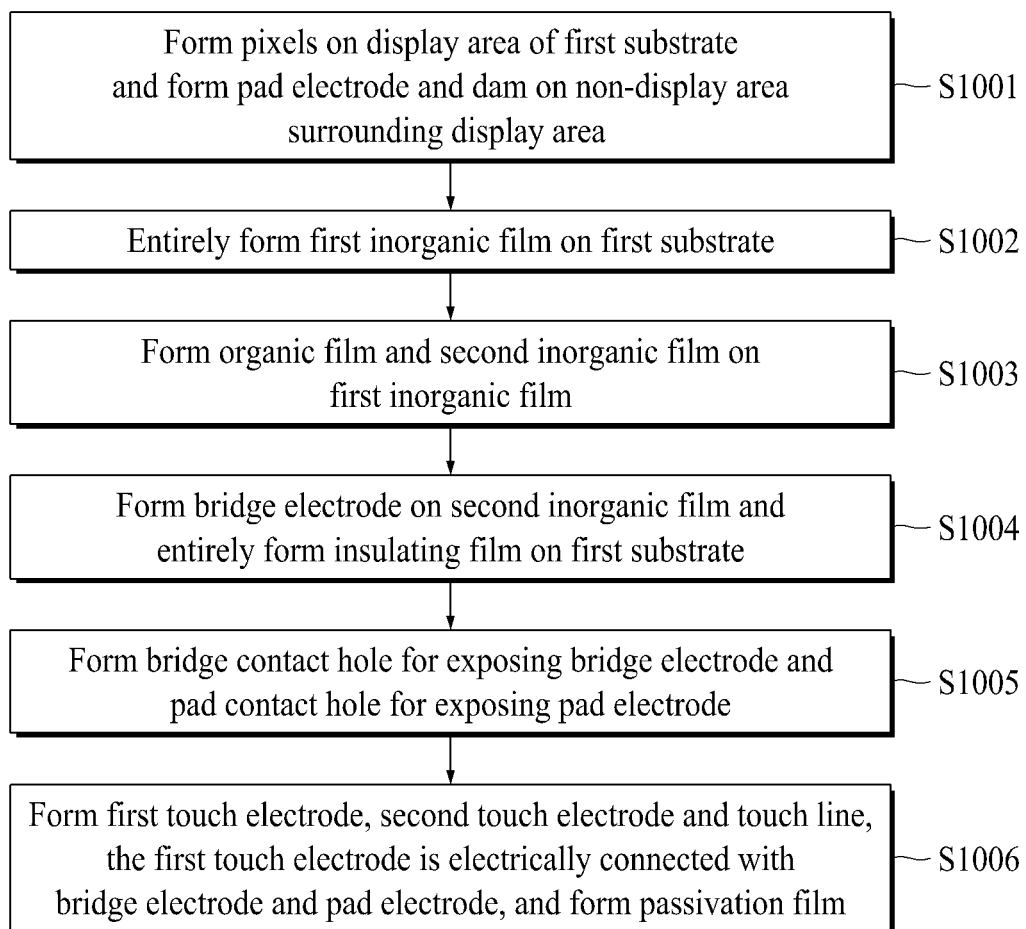 Form pixels on display area of first substrate
and form pad electrode and dam on non-display area
surrounding display area
S1001
Entirely form first inorganic film on first substrate
S1002
Form organic film and second inorganic film on
first inorganic film
S1003
Form bridge electrode on second inorganic film and
entirely form insulating film on first substrate
S1004
Form bridge contact hole for exposing bridge electrode and
pad contact hole for exposing pad electrode
S1005
Form first touch electrode, second touch electrode and touch line,
the first touch electrode is electrically connected with
bridge electrode and pad electrode, and form passivation film
S1006